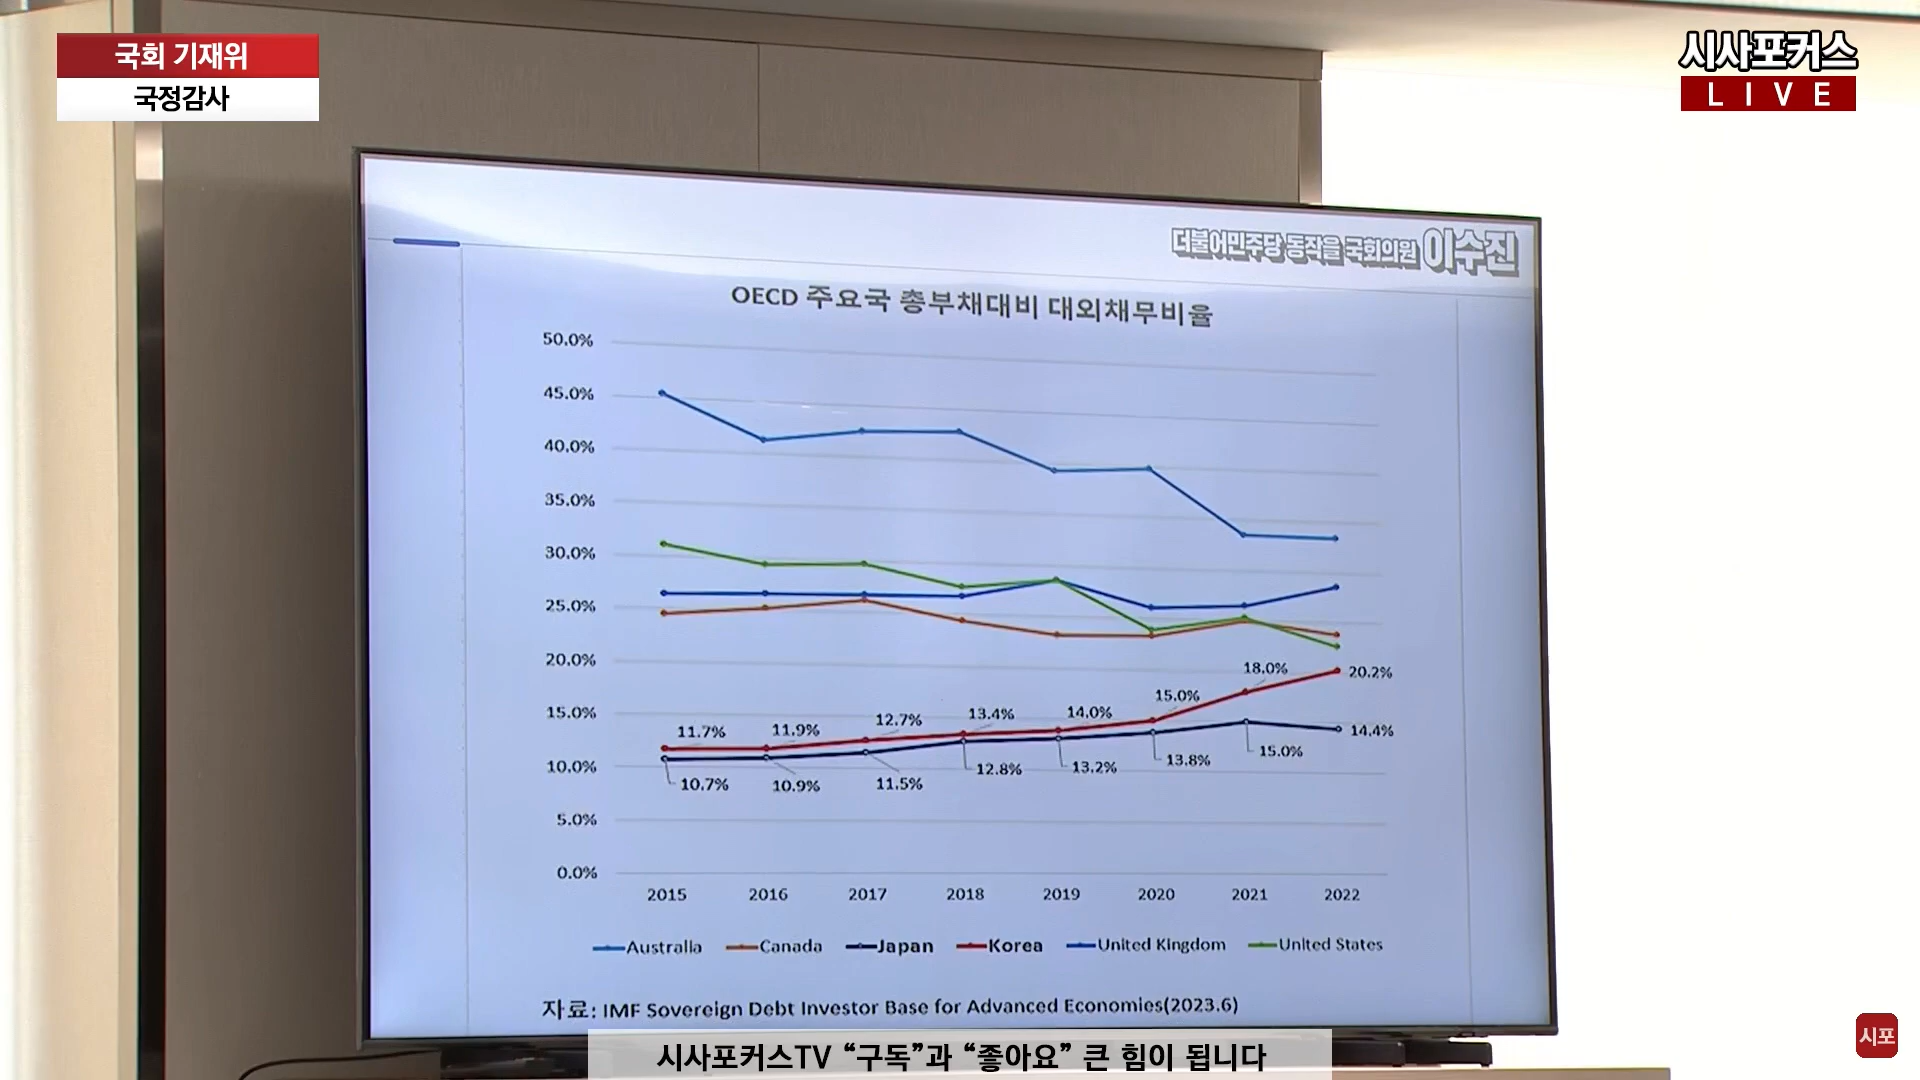 국회 기재위
국정감사
시사포커스
LIVE
더불어민주당 동작을 국회의원 이수진
OECD 주요국 총부채대비 대외채무비율
50.0%
45.0%
40.0%
35.0%
30.0%
25.0%
20.0%
15.0%
10.0%
5.0%
0.0%
11.7% 11.9% 12.7% 13.4% 14.0% 15.0% 18.0% 20.2%
10.7% 10.9% 11.5% 12.8% 13.2% 13.8% 15.0% 14.4%
2015 2016 2017 2018 2019 2020 2021 2022
Australia Canada Japan Korea United Kingdom United States
자료: IMF Sovereign Debt Investor Base for Advanced Economies(2023.6)
시사포커스TV “구독”과 “좋아요” 큰 힘이 됩니다
시포